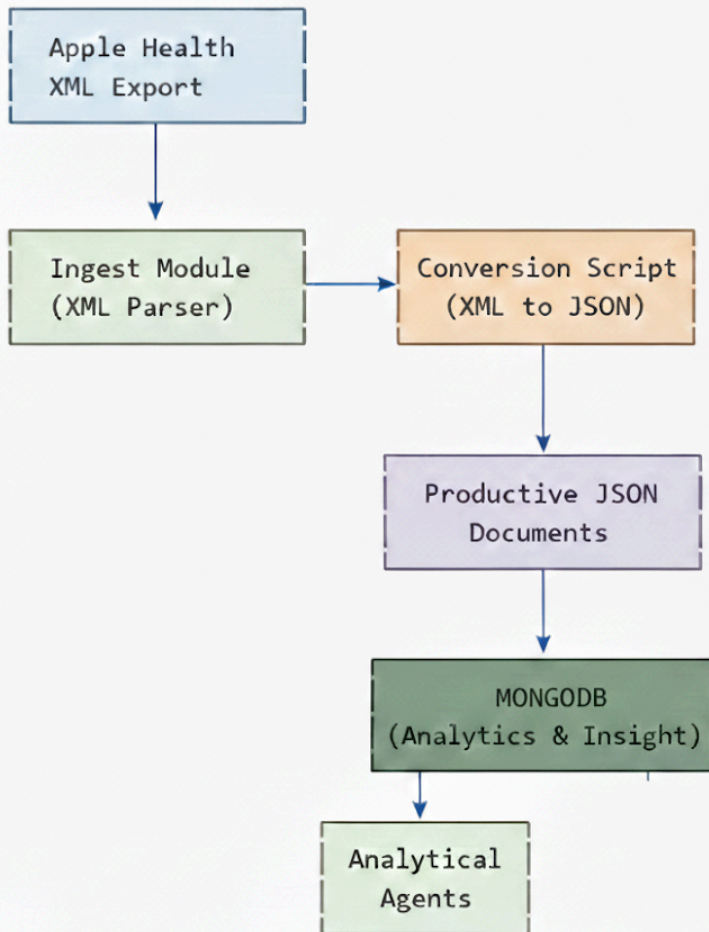 Apple Health
XML Export
Ingest Module
(XML Parser)
Conversion Script
(XML to JSON)
Productive JSON
Documents
MONGODB
(Analytics & Insight)
Analytical
Agents